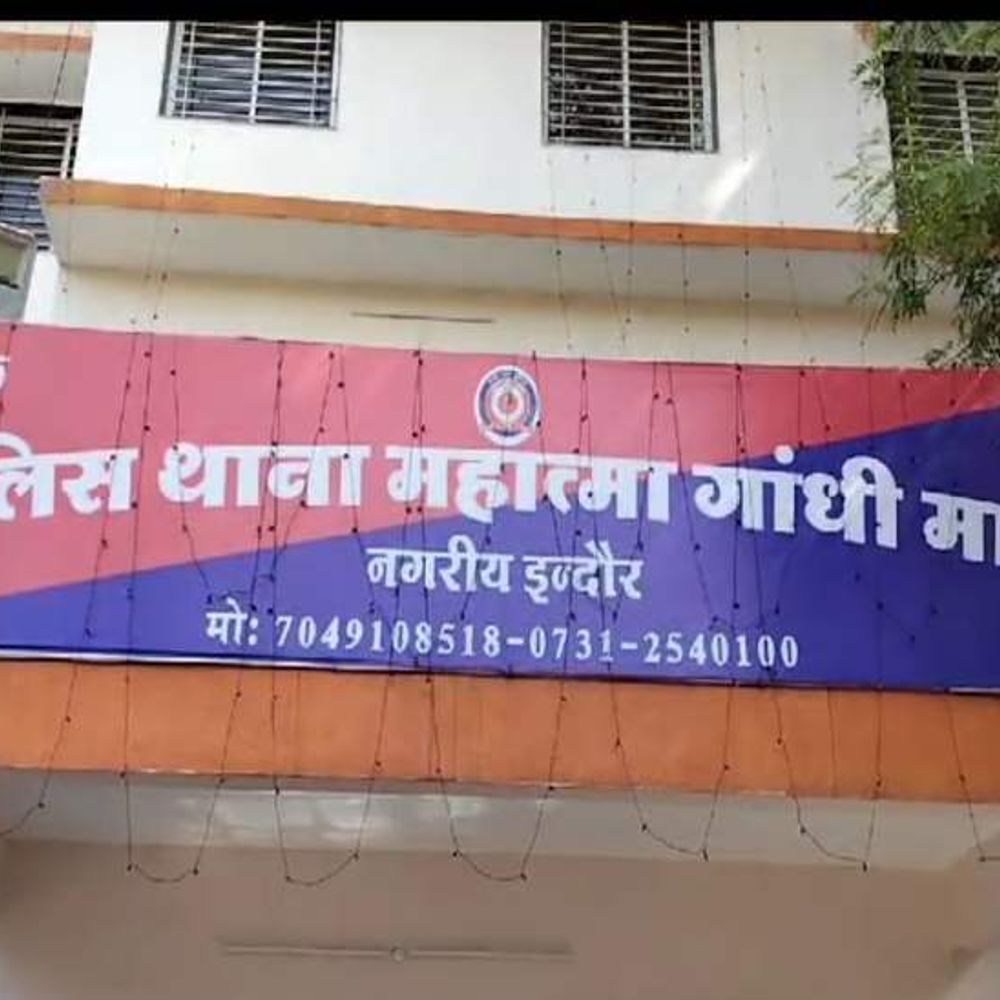 लिस थाना महात्मा गांधी मा
नगरीय इन्दौर
मो: 7049108518-0731-2540100